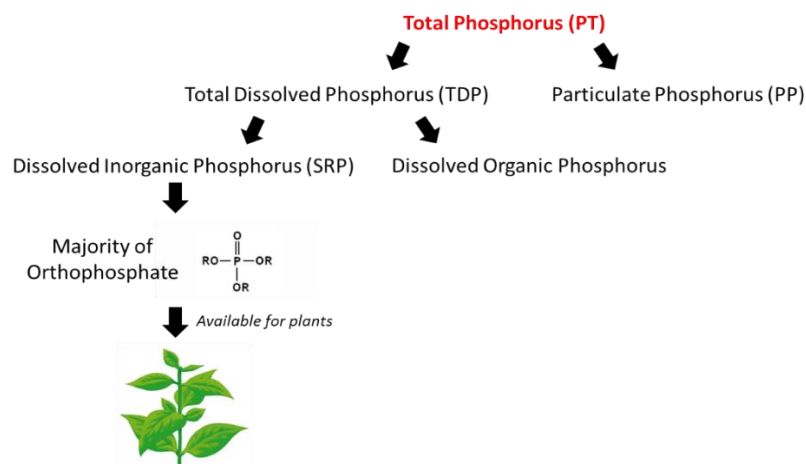 Total Phosphorus (PT)
Total Dissolved Phosphorus (TDP)
Particulate Phosphorus (PP)
Dissolved Inorganic Phosphorus (SRP)
Dissolved Organic Phosphorus
Majority of
Orthophosphate
O
RO—P—OR
OR
Available for plants